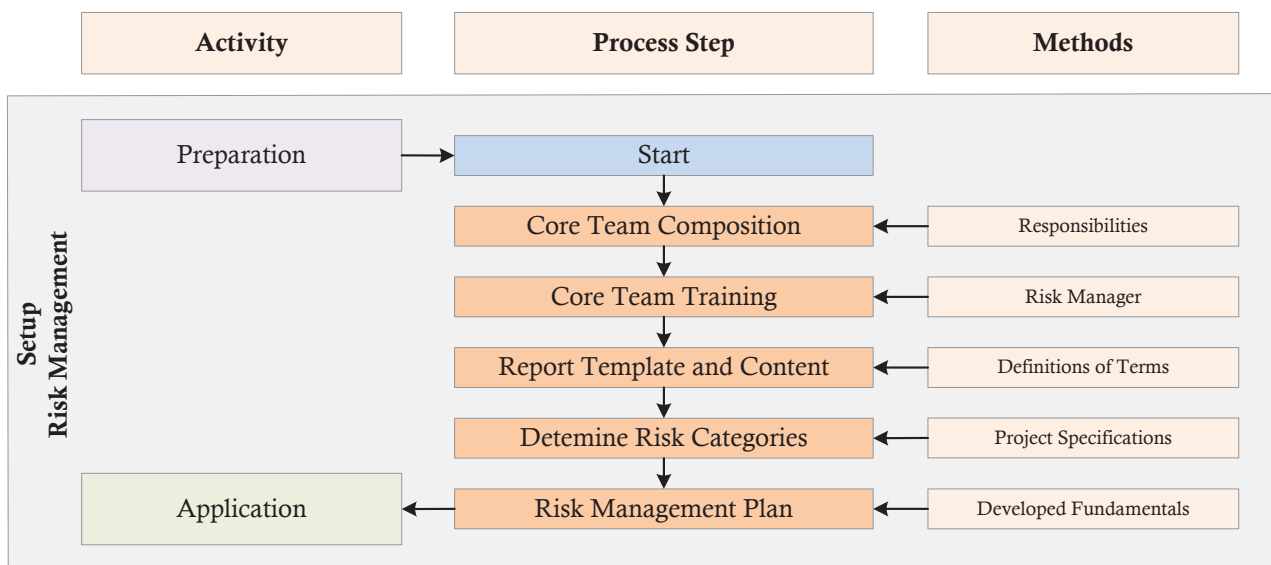 Activity
Process Step
Methods
Setup
Risk Management
Preparation
Start
Core Team Composition
Responsibilities
Core Team Training
Risk Manager
Report Template and Content
Definitions of Terms
Detemine Risk Categories
Project Specifications
Application
Risk Management Plan
Developed Fundamentals